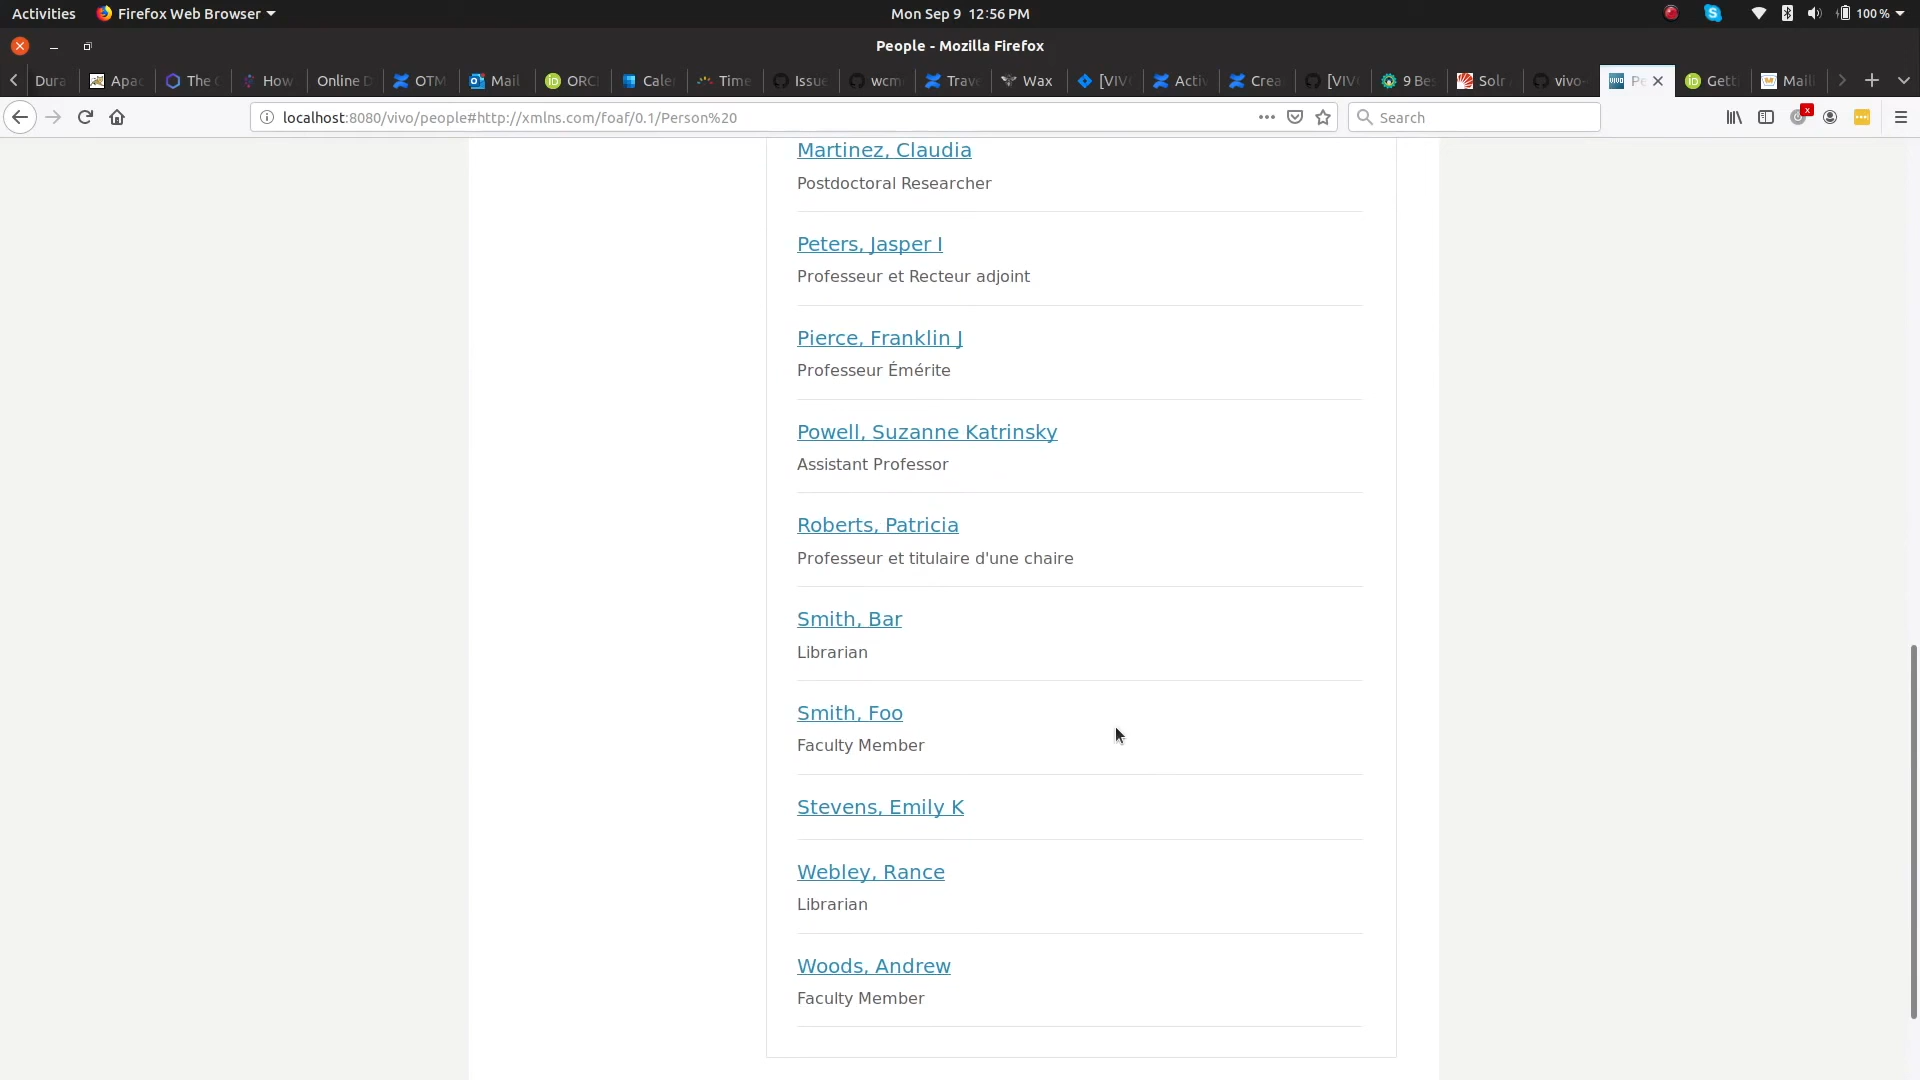 Activities Firefox Web Browser Mon Sep 9 12:56 PM 100 %
People - Mozilla Firefox
Dura Apac The C How Online D OTM Mail ORC Caler Time Issue wcm Trave Wax [VIVO Activ Crea [VIV 9 Bes Solr vivo- Pe Gett Maili
localhost:8080/vivo/people#http://xmlns.com/foaf/0.1/Person%20 Search
Martinez, Claudia
Postdoctoral Researcher
Peters, Jasper I
Professeur et Recteur adjoint
Pierce, Franklin J
Professeur Émérite
Powell, Suzanne Katrinsky
Assistant Professor
Roberts, Patricia
Professeur et titulaire d'une chaire
Smith, Bar
Librarian
Smith, Foo
Faculty Member
Stevens, Emily K
Webley, Rance
Librarian
Woods, Andrew
Faculty Member